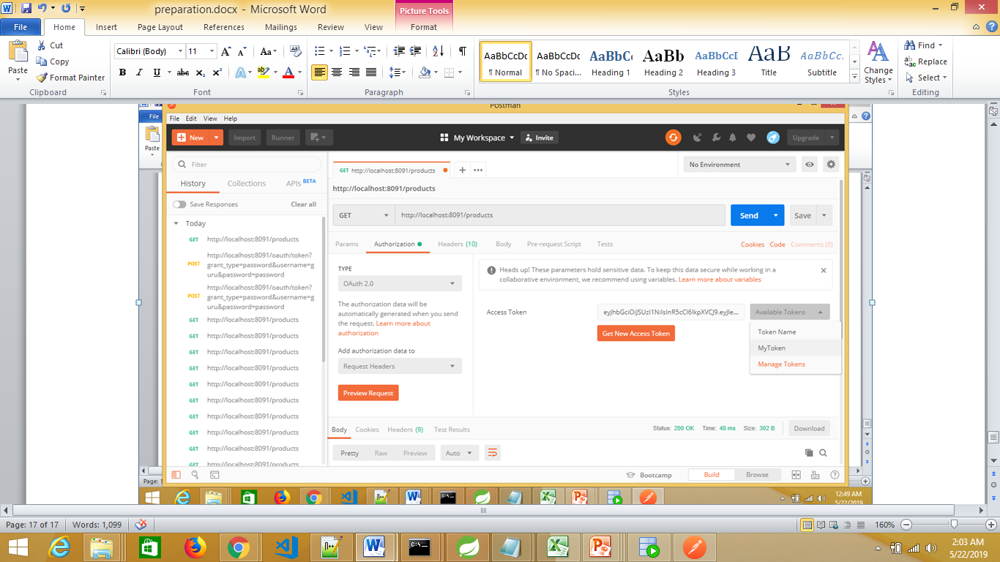 preparation.docx - Microsoft Word
Picture Tools
File Home Insert Page Layout References Mailings Review View Format
Paste
Cut
Copy
Format Painter
Clipboard
Calibri (Body) 11
Font
Paragraph
AaBbCcDc AaBbCcDc AaBbCc AaBbCc AaBbCcI AaB AaBbCcI
¶ Normal ¶ No Spaci... Heading 1 Heading 2 Heading 3 Title Subtitle
Change Styles
Styles
Find
Replace
Select
Editing
File
Paste
Postman
File Edit View Help
New Import Runner
My Workspace
Invite
Upgrade
Filter
History Collections APIs BETA
Save Responses Clear all
Today
GET http://localhost:8091/products
POST http://localhost:8091/oauth/token?
grant_type=password&username=g
uru&password=password
POST http://localhost:8091/oauth/token?
grant_type=password&username=g
uru&password=password
GET http://localhost:8091/products
GET http://localhost:8091/products
GET http://localhost:8091/products
GET http://localhost:8091/products
GET http://localhost:8091/products
GET http://localhost:8091/products
GET http://localhost:8091/products
GET http://localhost:8091/products
GET http://localhost:8091/products
GET http://localhost:8091/products
GET http://localhost:8091/products
No Environment
http://localhost:8091/products
GET http://localhost:8091/products
Send Save
Params Authorization Headers (10) Body Pre-request Script Tests
Cookies Code Comments (0)
TYPE
OAuth 2.0
The authorization data will be
automatically generated when you send
the request. Learn more about
authorization
Add authorization data to
Request Headers
Preview Request
Heads up! These parameters hold sensitive data. To keep this data secure while working in a
collaborative environment, we recommend using variables. Learn more about variables
Access Token
Available Tokens
Get New Access Token
Token Name
MyToken
Manage Tokens
Body Cookies Headers (9) Test Results
Status: 200 OK Time: 48 ms Size: 302 B Download
Pretty Raw Preview Auto
Bootcamp Build Browse
Page: 1
12:49 AM
5/22/2019
Page: 17 of 17 Words: 1,099
160%
2:03 AM
5/22/2019